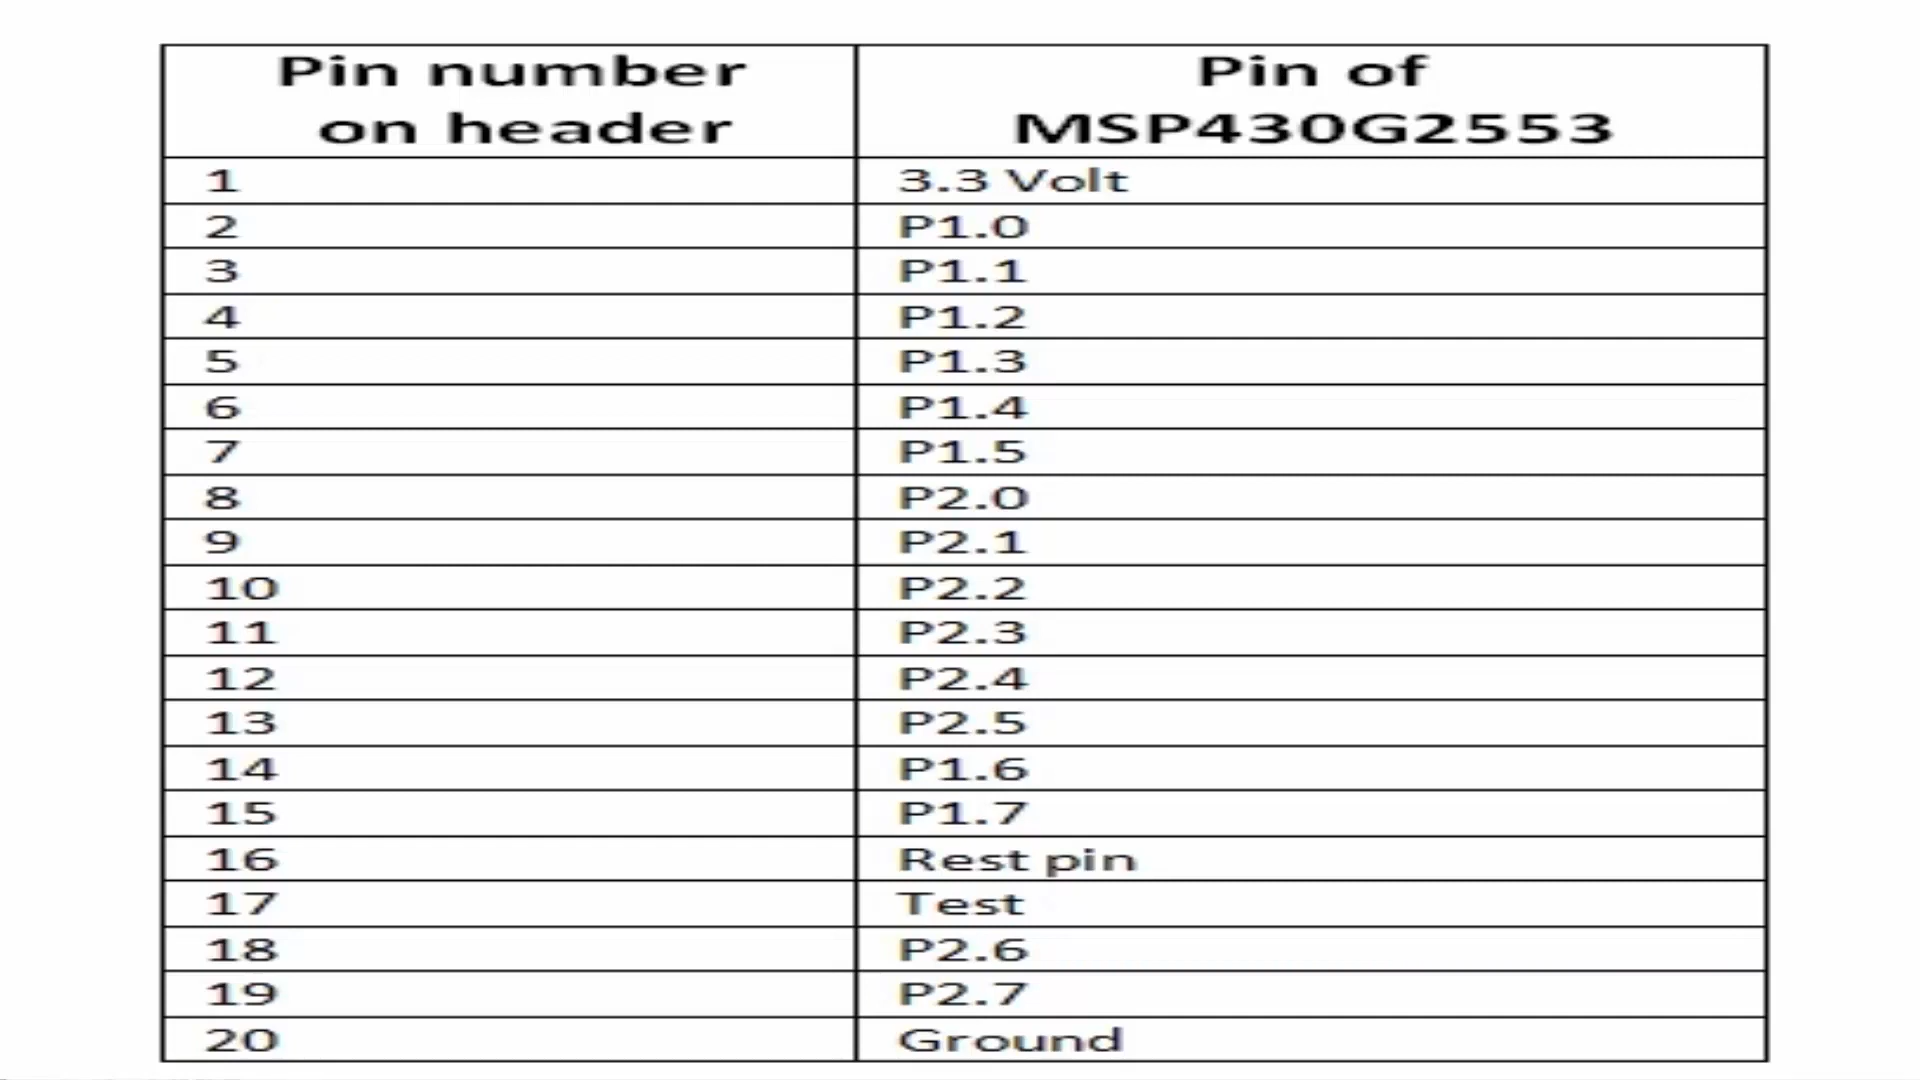 Pin number on header	Pin of MSP430G2553
1	3.3 Volt
2	P1.0
3	P1.1
4	P1.2
5	P1.3
6	P1.4
7	P1.5
8	P2.0
9	P2.1
10	P2.2
11	P2.3
12	P2.4
13	P2.5
14	P1.6
15	P1.7
16	Rest pin
17	Test
18	P2.6
19	P2.7
20	Ground